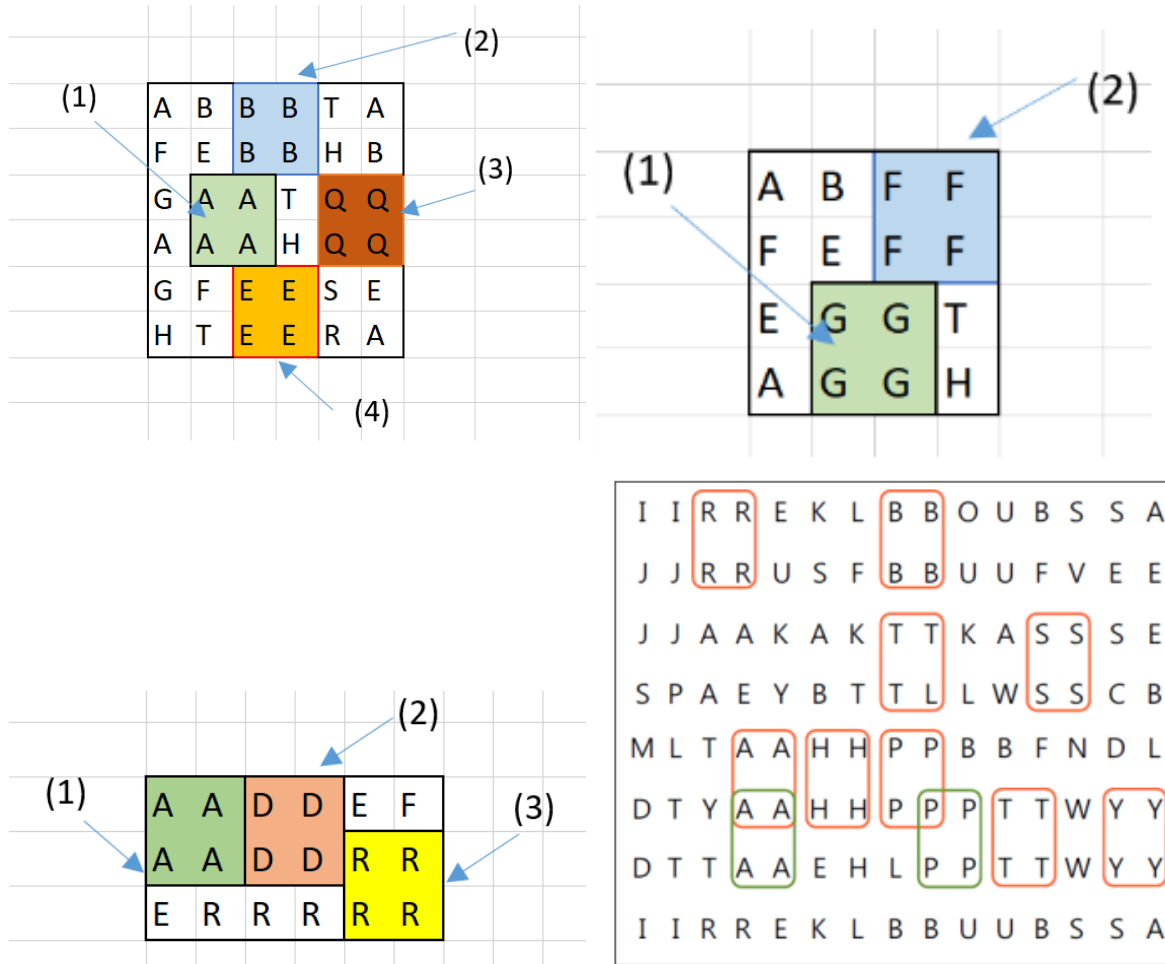 (2)
(1)
A B B B T A
F E B B H B
(3)
G A A T Q Q
A A A H Q Q
G F E E S E
H T E E R A
(4)
(2)
(1)
A B F F
F E F F
E G G T
A G G H
(2)
(1)
(3)
A A D D E F
A A D D R R
E R R R R R
I I R R E K L B B O U B S S A
J J R R U S F B B U U F V E E
J J A A K A K T T K A S S S E
S P A E Y B T T L L W S S C B
M L T A A H H P P B B F N D L
D T Y A A H H P P P T T W Y Y
D T T A A E H L P P T T W Y Y
I I R R E K L B B U U B S S A